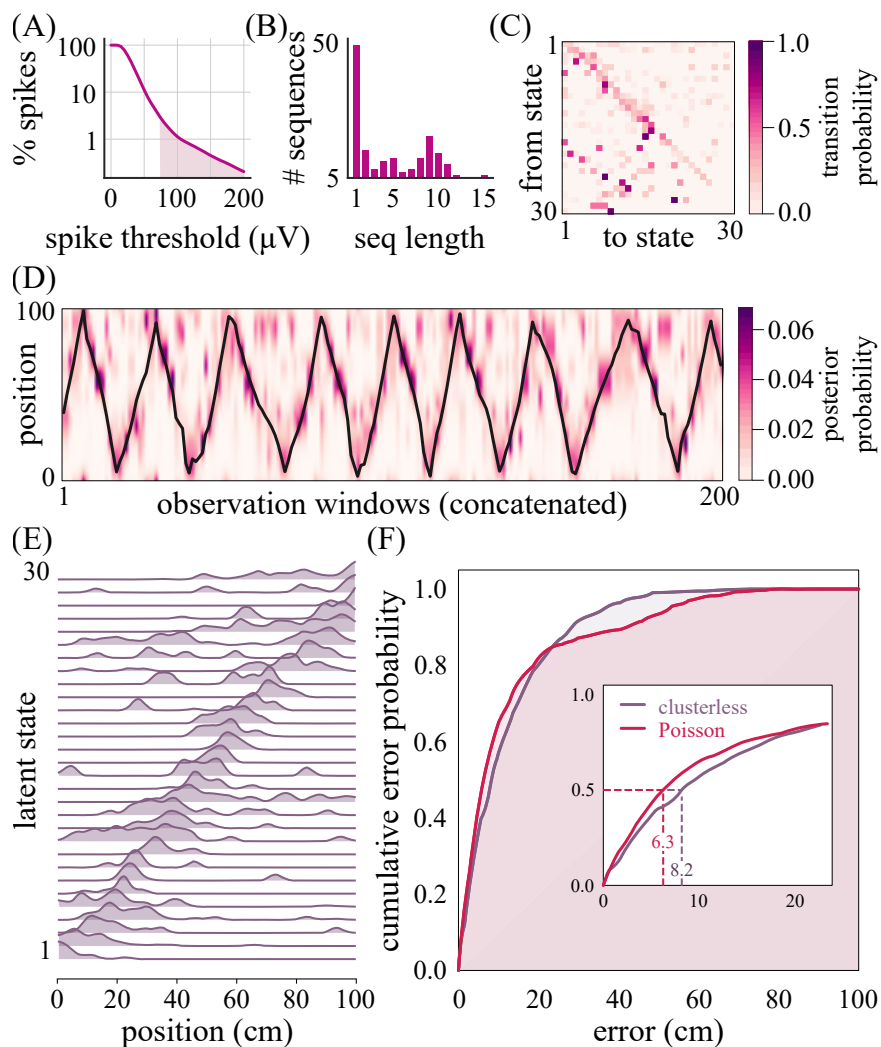 (A)
% spikes
100
10
1
0
100
200
spike threshold (μV)
(B)
# sequences
50
5
1
5
10
15
seq length
(C)
from state
1
30
1
30
to state
1.0
0.5
0.0
transition
probability
(D)
position
100
0
1
200
observation windows (concatenated)
0.06
0.04
0.02
0.00
posterior
probability
(E)
latent state
30
1
0
20
40
60
80
100
position (cm)
(F)
cumulative error probability
1.0
0.8
0.6
0.4
0.2
0.0
0
20
40
60
80
100
error (cm)
1.0
0.5
0.0
0
10
20
clusterless
Poisson
6.3
8.2